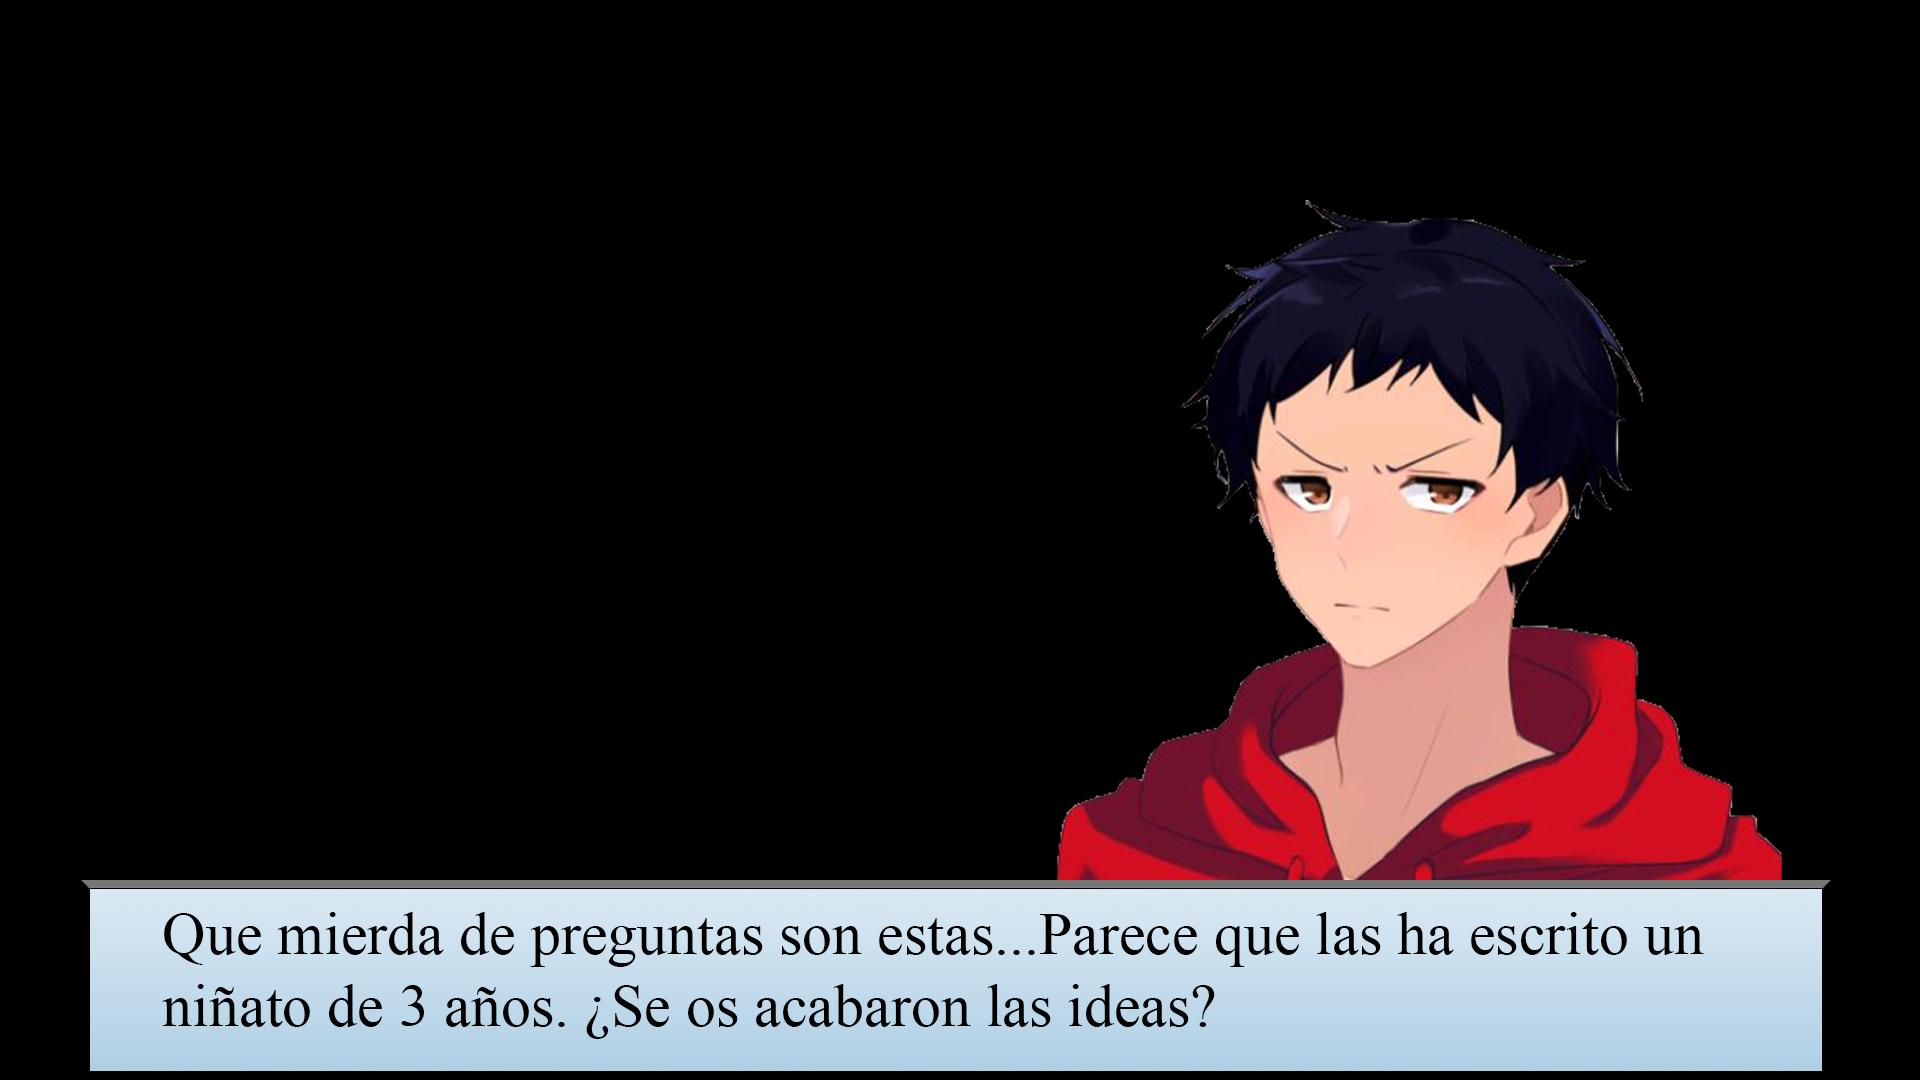 Que mierda de preguntas son estas...Parece que las ha escrito un
niñato de 3 años. ¿Se os acabaron las ideas?